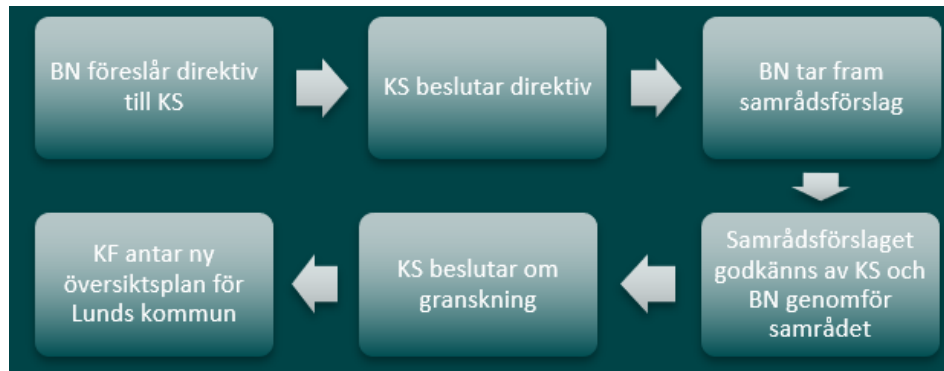 BN föreslår direktiv
till KS
KS beslutar direktiv
BN tar fram
samrådsförslag
Samrådsförslaget
godkänns av KS och
BN genomför
samrådet
KS beslutar om
granskning
KF antar ny
översiktsplan för
Lunds kommun